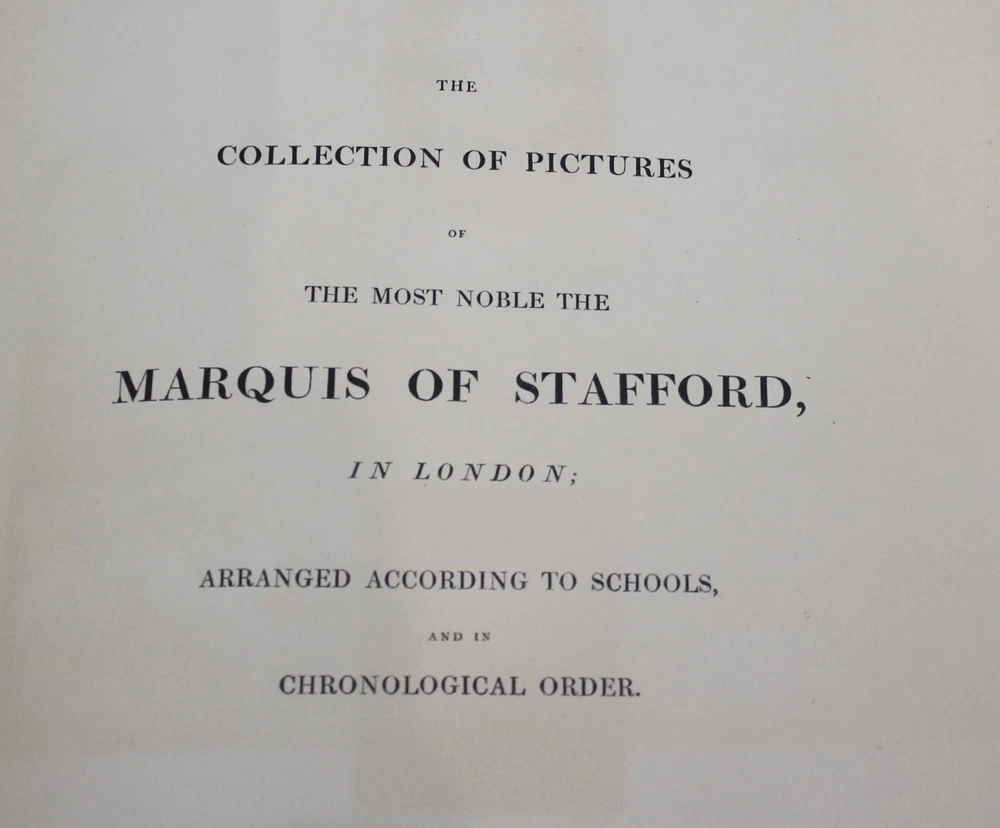 THE
COLLECTION OF PICTURES
OF
THE MOST NOBLE THE
MARQUIS OF STAFFORD,
IN LONDON;
ARRANGED ACCORDING TO SCHOOLS,
AND IN
CHRONOLOGICAL ORDER.